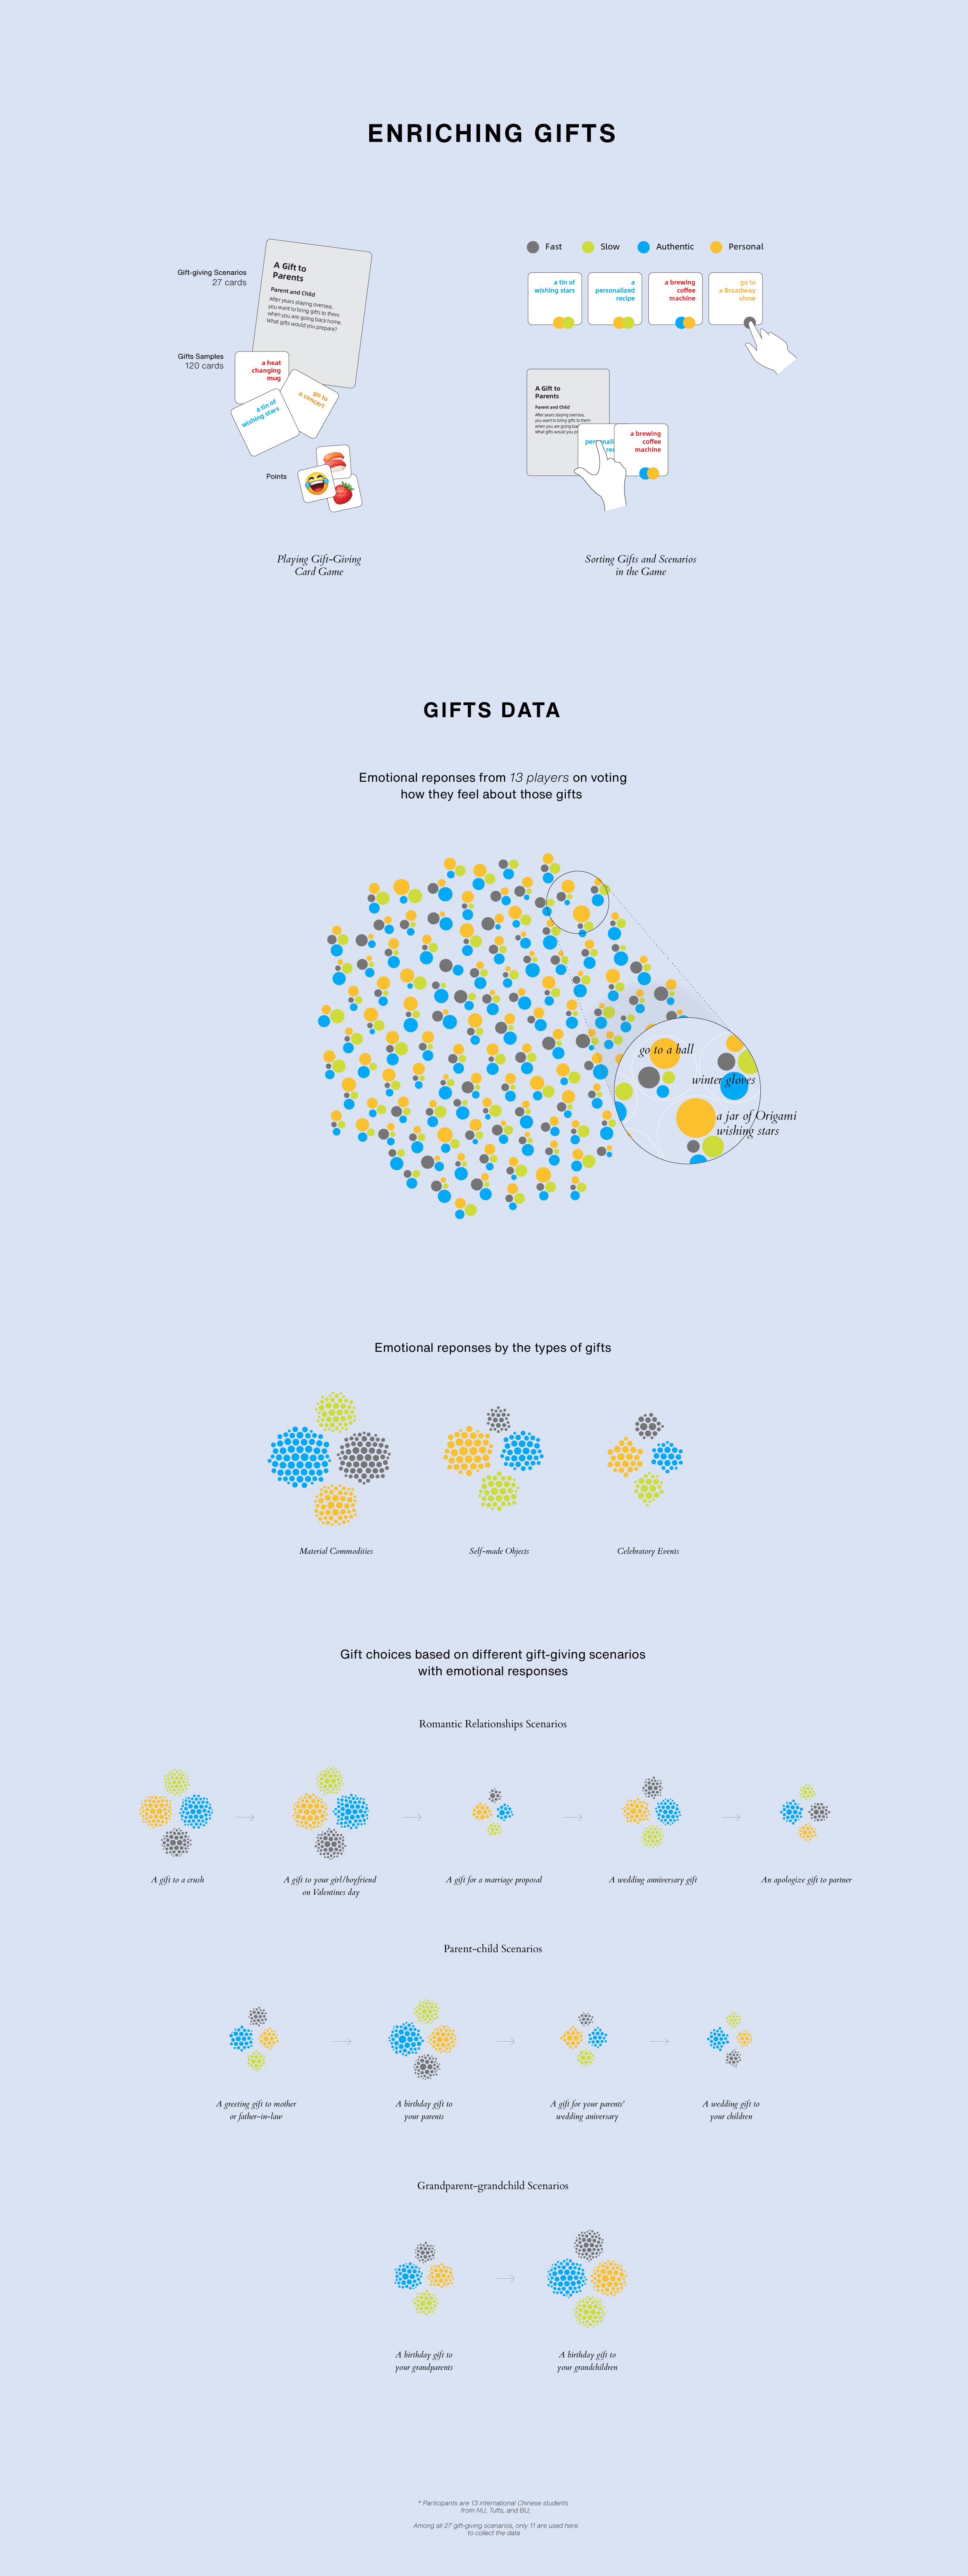 ENRICHING GIFTS
Gift-giving Scenarios
27 cards
A Gift to
Parents
Parent and Child
After years staying oversea,
you want to bring gifts to them
when you are going back home.
What gifts would you prepare?
Gifts Samples
120 cards
a heat
changing
mug
go to
a concert
a tin of
wishing stars
Points
Playing Gift-Giving
Card Game
Fast
Slow
Authentic
Personal
a tin of
wishing stars
a
personalized
recipe
a brewing
coffee
machine
go to
a Broadway
show
A Gift to
Parents
Parent and Child
After years staying oversea,
you want to bring gifts to them
when you are going bac
What gifts would you p
a brewing
coffee
machine
Sorting Gifts and Scenarios
in the Game
GIFTS DATA
Emotional reponses from 13 players on voting
how they feel about those gifts
go to a ball
winter gloves
a jar of Origami
wishing stars
Emotional reponses by the types of gifts
Material Commodities
Self-made Objects
Celebratory Events
Gift choices based on different gift-giving scenarios
with emotional responses
Romantic Relationships Scenarios
A gift to a crush
A gift to your girl/boyfriend
on Valentines day
A gift for a marriage proposal
A wedding anniversary gift
An apologize gift to partner
Parent-child Scenarios
A greeting gift to mother
or father-in-law
A birthday gift to
your parents
A gift for your parents'
wedding aniversary
A wedding gift to
your children
Grandparent-grandchild Scenarios
A birthday gift to
your grandparents
A birthday gift to
your grandchildren
* Participants are 13 international Chinese students
from NU, Tufts, and BU;
Among all 27 gift-giving scenarios, only 11 are used here
to collect the data